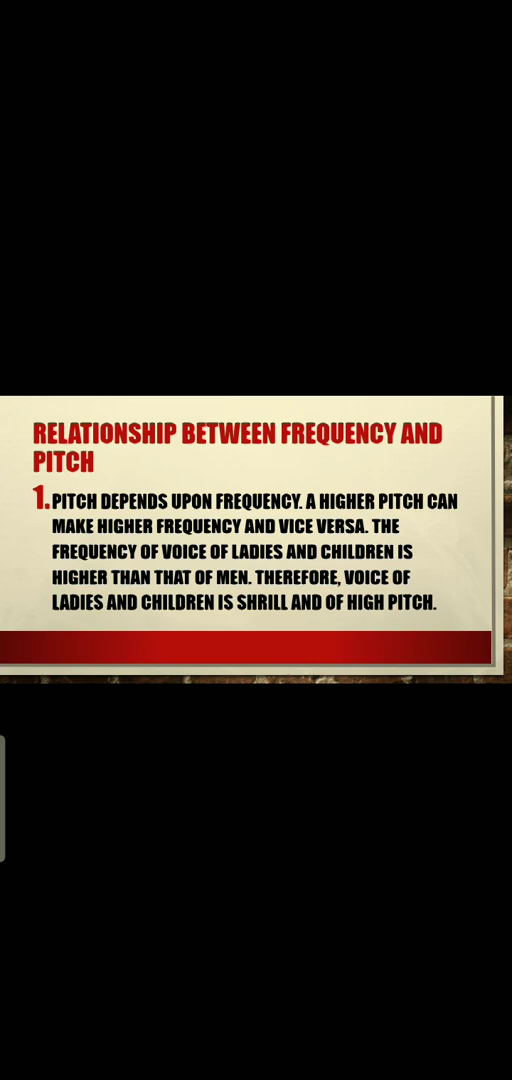 RELATIONSHIP BETWEEN FREQUENCY AND
PITCH
1. PITCH DEPENDS UPON FREQUENCY. A HIGHER PITCH CAN
MAKE HIGHER FREQUENCY AND VICE VERSA. THE
FREQUENCY OF VOICE OF LADIES AND CHILDREN IS
HIGHER THAN THAT OF MEN. THEREFORE, VOICE OF
LADIES AND CHILDREN IS SHRILL AND OF HIGH PITCH.